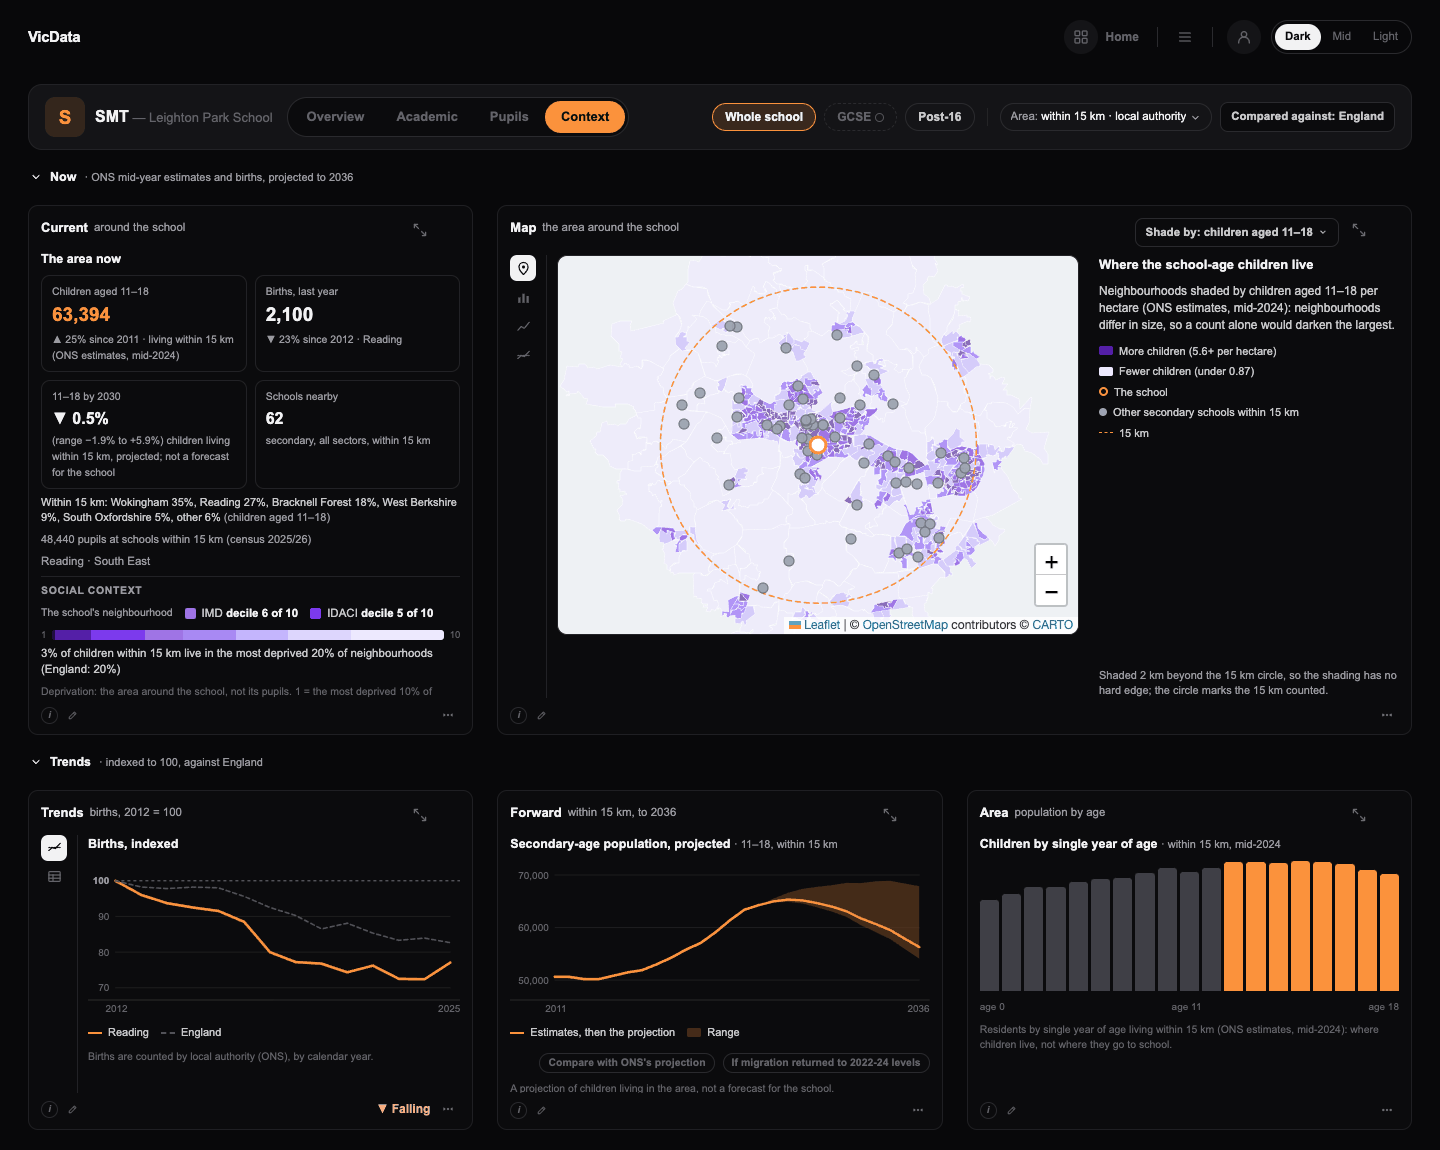 VicData
Home
Dark Mid Light
S SMT — Leighton Park School
Overview Academic Pupils Context
Whole school GCSE Post-16
Area: within 15 km · local authority
Compared against: England
Now · ONS mid-year estimates and births, projected to 2036
Current around the school
The area now
Children aged 11–18
63,394
▲ 25% since 2011 · living within 15 km
(ONS estimates, mid-2024)
Births, last year
2,100
▼ 23% since 2012 · Reading
11–18 by 2030
▼ 0.5%
(range −1.9% to +5.9%) children living
within 15 km, projected; not a forecast
for the school
Schools nearby
62
secondary, all sectors, within 15 km
Within 15 km: Wokingham 35%, Reading 27%, Bracknell Forest 18%, West Berkshire
9%, South Oxfordshire 5%, other 6% (children aged 11–18)
48,440 pupils at schools within 15 km (census 2025/26)
Reading · South East
SOCIAL CONTEXT
The school's neighbourhood IMD decile 6 of 10 IDACI decile 5 of 10
1 10
3% of children within 15 km live in the most deprived 20% of neighbourhoods
(England: 20%)
Deprivation: the area around the school, not its pupils. 1 = the most deprived 10% of
i
Map the area around the school
Shade by: children aged 11–18
+
−
Leaflet | © OpenStreetMap contributors © CARTO
Where the school-age children live
Neighbourhoods shaded by children aged 11–18 per
hectare (ONS estimates, mid-2024): neighbourhoods
differ in size, so a count alone would darken the largest.
More children (5.6+ per hectare)
Fewer children (under 0.87)
The school
Other secondary schools within 15 km
15 km
Shaded 2 km beyond the 15 km circle, so the shading has no
hard edge; the circle marks the 15 km counted.
i
Trends · indexed to 100, against England
Trends births, 2012 = 100
Births, indexed
100
90
80
70
2012 2025
Reading England
Births are counted by local authority (ONS), by calendar year.
i
▼ Falling
Forward within 15 km, to 2036
Secondary-age population, projected · 11–18, within 15 km
70,000
60,000
50,000
2011 2036
Estimates, then the projection Range
Compare with ONS's projection
If migration returned to 2022-24 levels
A projection of children living in the area, not a forecast for the school.
i
Area population by age
Children by single year of age · within 15 km, mid-2024
age 0 age 11 age 18
Residents by single year of age living within 15 km (ONS estimates, mid-2024): where
children live, not where they go to school.
i